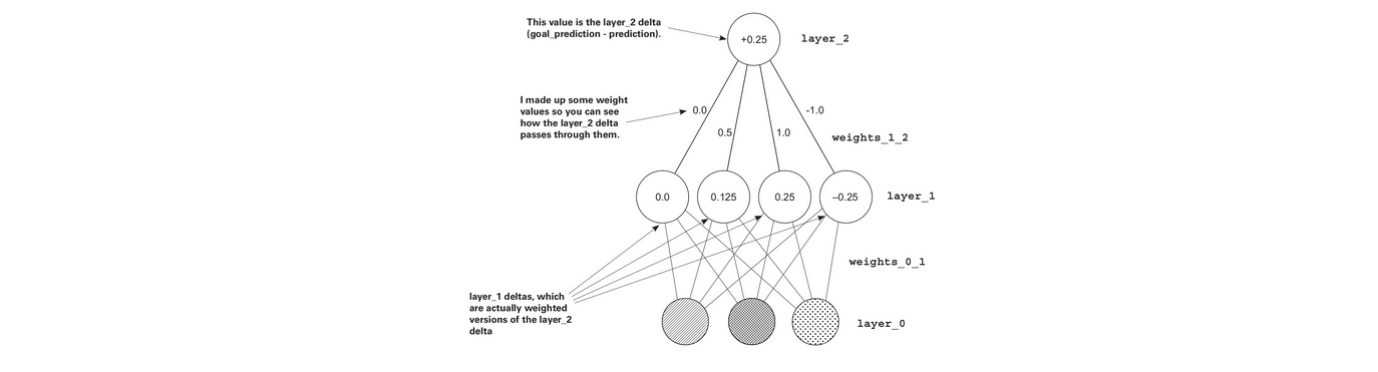 This value is the layer_2 delta
(goal_prediction - prediction).
+0.25
layer_2
I made up some weight
values so you can see
how the layer_2 delta
passes through them.
0.0
0.5
1.0
-1.0
weights_1_2
0.0
0.125
0.25
–0.25
layer_1
weights_0_1
layer_1 deltas, which
are actually weighted
versions of the layer_2
delta
layer_0